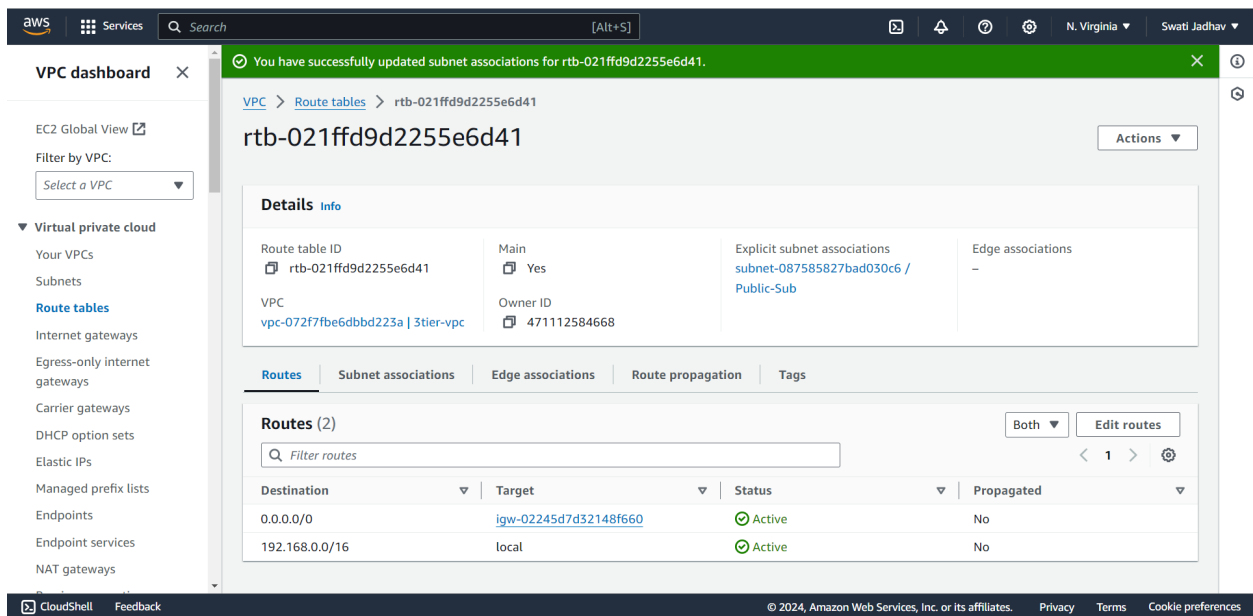 aws Services Search [Alt+S] N. Virginia Swati Jadhav
VPC dashboard
EC2 Global View
Filter by VPC:
Select a VPC
Virtual private cloud
Your VPCs
Subnets
Route tables
Internet gateways
Egress-only internet
gateways
Carrier gateways
DHCP option sets
Elastic IPs
Managed prefix lists
Endpoints
Endpoint services
NAT gateways
You have successfully updated subnet associations for rtb-021ffd9d2255e6d41.
VPC > Route tables > rtb-021ffd9d2255e6d41
rtb-021ffd9d2255e6d41
Actions
Details Info
Route table ID
rtb-021ffd9d2255e6d41
Main
Yes
Explicit subnet associations
subnet-087585827bad030c6 /
Public-Sub
Edge associations
–
VPC
vpc-072f7fbe6dbbd223a | 3tier-vpc
Owner ID
471112584668
Routes Subnet associations Edge associations Route propagation Tags
Routes (2)
Both Edit routes
Filter routes
1
Destination Target Status Propagated
0.0.0.0/0 igw-02245d7d32148f660 Active No
192.168.0.0/16 local Active No
CloudShell Feedback © 2024, Amazon Web Services, Inc. or its affiliates. Privacy Terms Cookie preferences